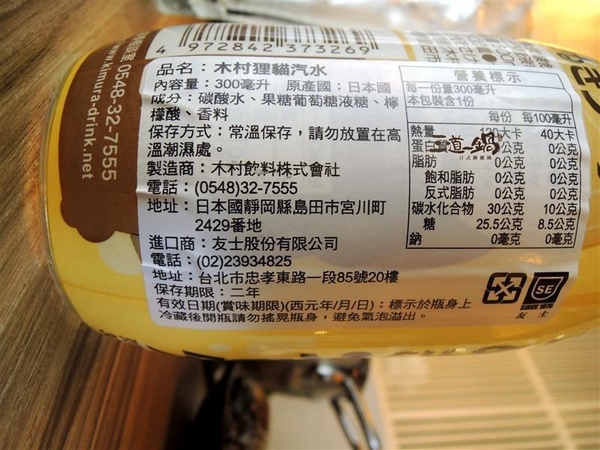 4 972842 373269
0548-32-7555
www.kimura-drink.net
品名：木村狸貓汽水
內容量：300毫升 原產國：日本國
成分：碳酸水、果糖葡萄糖液糖、檸
檬酸、香料
保存方式：常溫保存，請勿放置在高
溫潮濕處。
製造商：木村飲料株式會社
電話：(0548)32-7555
地址：日本國靜岡縣島田市宮川町
2429番地
進口商：友士股份有限公司
電話：(02)23934825
地址：台北市忠孝東路一段85號20樓
保存期限：二年
有效日期(賞味期限)(西元年/月/日)：標示於瓶身上
冷藏後開瓶請勿搖晃瓶身，避免氣泡溢出。
營養標示
每一份量300毫升
本包裝含1份
每份 每100毫升
熱量 大卡 40大卡
蛋白質 公克 0公克
脂肪 0公克 0公克
飽和脂肪 0公克 0公克
反式脂肪 0公克 0公克
碳水化合物 30公克 10公克
糖 25.5公克 8.5公克
鈉 0毫克 0毫克
一道鍋
SE
友士